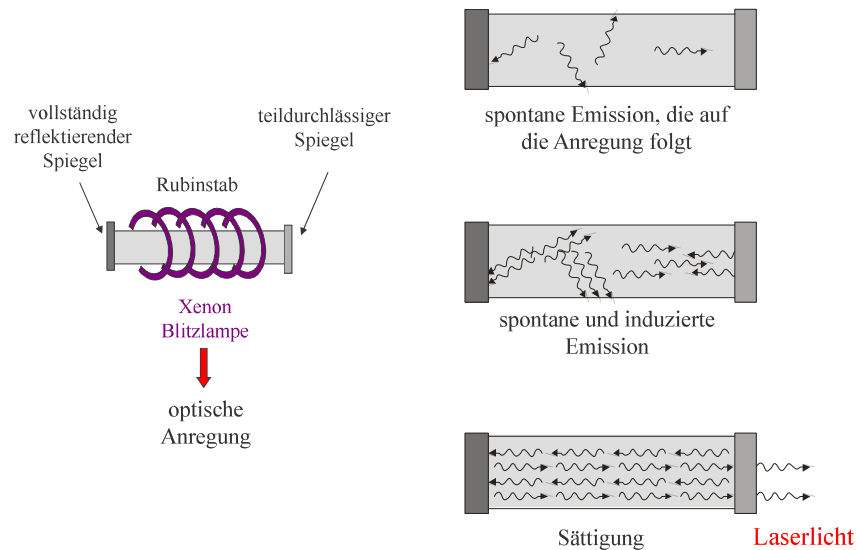 vollständig
reflektierender
Spiegel
teildurchlässiger
Spiegel
Rubinstab
Xenon
Blitzlampe
optische
Anregung
spontane Emission, die auf
die Anregung folgt
spontane und induzierte
Emission
Sättigung
Laserlicht